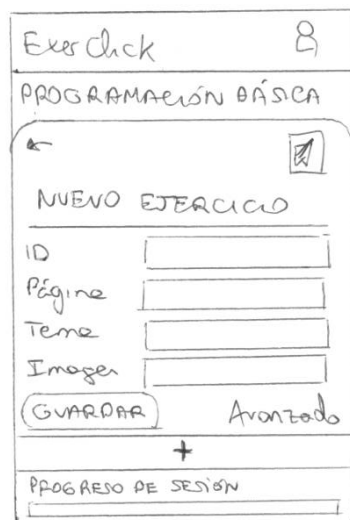 ExerClick
PROGRAMACIÓN BÁSICA
NUEVO EJERCICIO
ID
Página
Tema
Imagen
GUARDAR Avanzado
+
PROGRESO DE SESIÓN